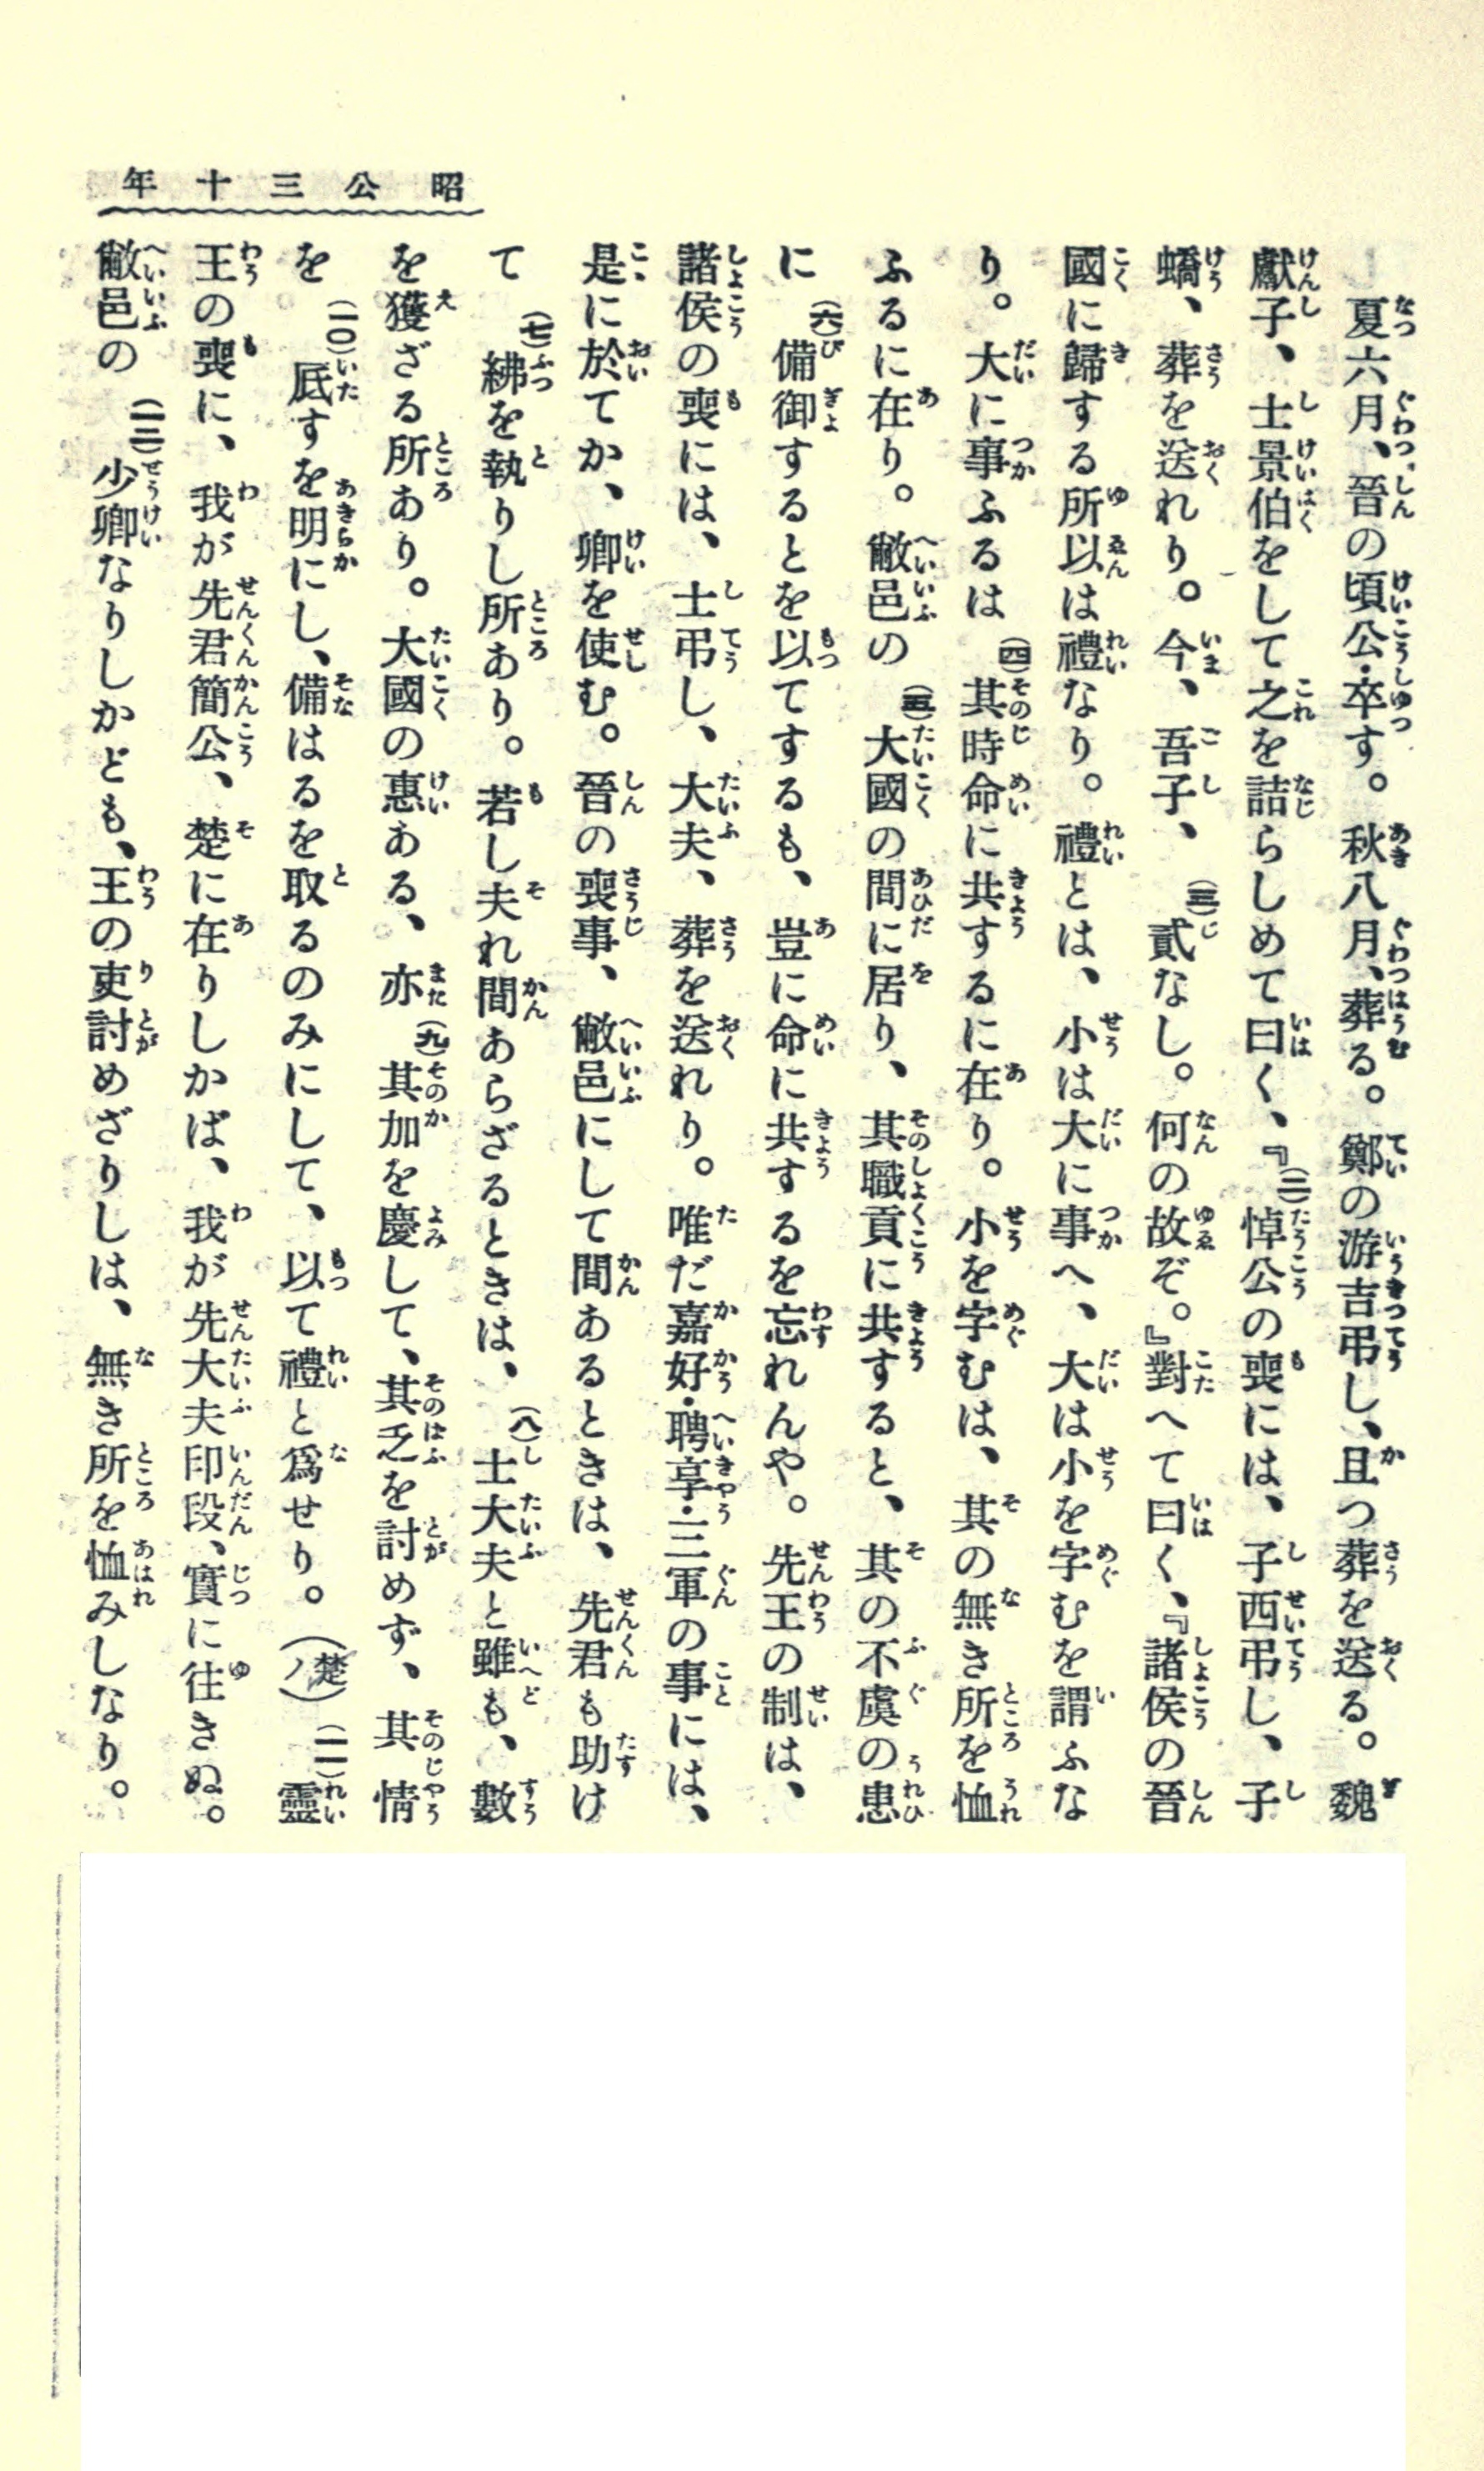 昭公三十年
夏六月、晉の頃公・卒す。秋八月、葬る。鄭の游吉弔し、且つ葬を送る。魏
獻子、士景伯をして之を詰らしめて曰く、『(二)悼公の喪には、子西弔し、子
蟜、葬を送れり。今、吾子、(三)貳なし。何の故ぞ。』對へて曰く、『諸侯の晉
國に歸する所以は禮なり。禮とは、小は大に事へ、大は小を字むを謂ふな
り。大に事ふるは(四)其時命に共するに在り。小を字むは、其の無き所を恤
ふるに在り。敝邑の(五)大國の間に居り、其職貢に共すると、其の不虞の患
に(六)備御するとを以てするも、豈に命に共するを忘れんや。先王の制は、
諸侯の喪には、士弔し、大夫、葬を送れり。唯だ嘉好・聘享・三軍の事には、
是に於てか、卿を使む。晉の喪事、敝邑にして間あるときは、先君も助け
て(七)紼を執りし所あり。若し夫れ間あらざるときは、(八)士大夫と雖も、數
を獲ざる所あり。大國の惠ある、亦(九)其加を慶して、其乏を討めず、其情
を(一〇)厎すを明にし、備はるを取るのみにして、以て禮と爲せり。(楚ノ)(一一)靈
王の喪に、我が先君簡公、楚に在りしかば、我が先大夫印段、實に往きぬ。
敝邑の(一二)少卿なりしかども、王の吏討めざりしは、無き所を恤みしなり。